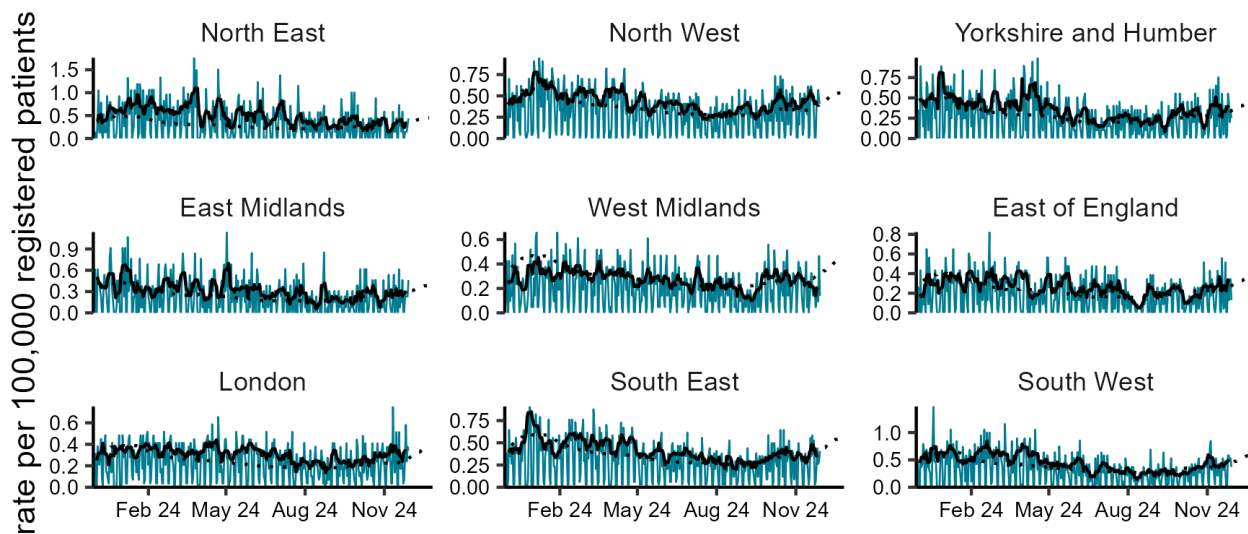 rate per 100,000 registered patients
North East
1.5
1.0
0.5
0.0
North West
0.75
0.50
0.25
0.00
Yorkshire and Humber
0.75
0.50
0.25
0.00
East Midlands
0.9
0.6
0.3
0.0
West Midlands
0.6
0.4
0.2
0.0
East of England
0.8
0.6
0.4
0.2
0.0
London
0.6
0.4
0.2
0.0
Feb 24 May 24 Aug 24 Nov 24
South East
0.75
0.50
0.25
0.00
Feb 24 May 24 Aug 24 Nov 24
South West
1.0
0.5
0.0
Feb 24 May 24 Aug 24 Nov 24